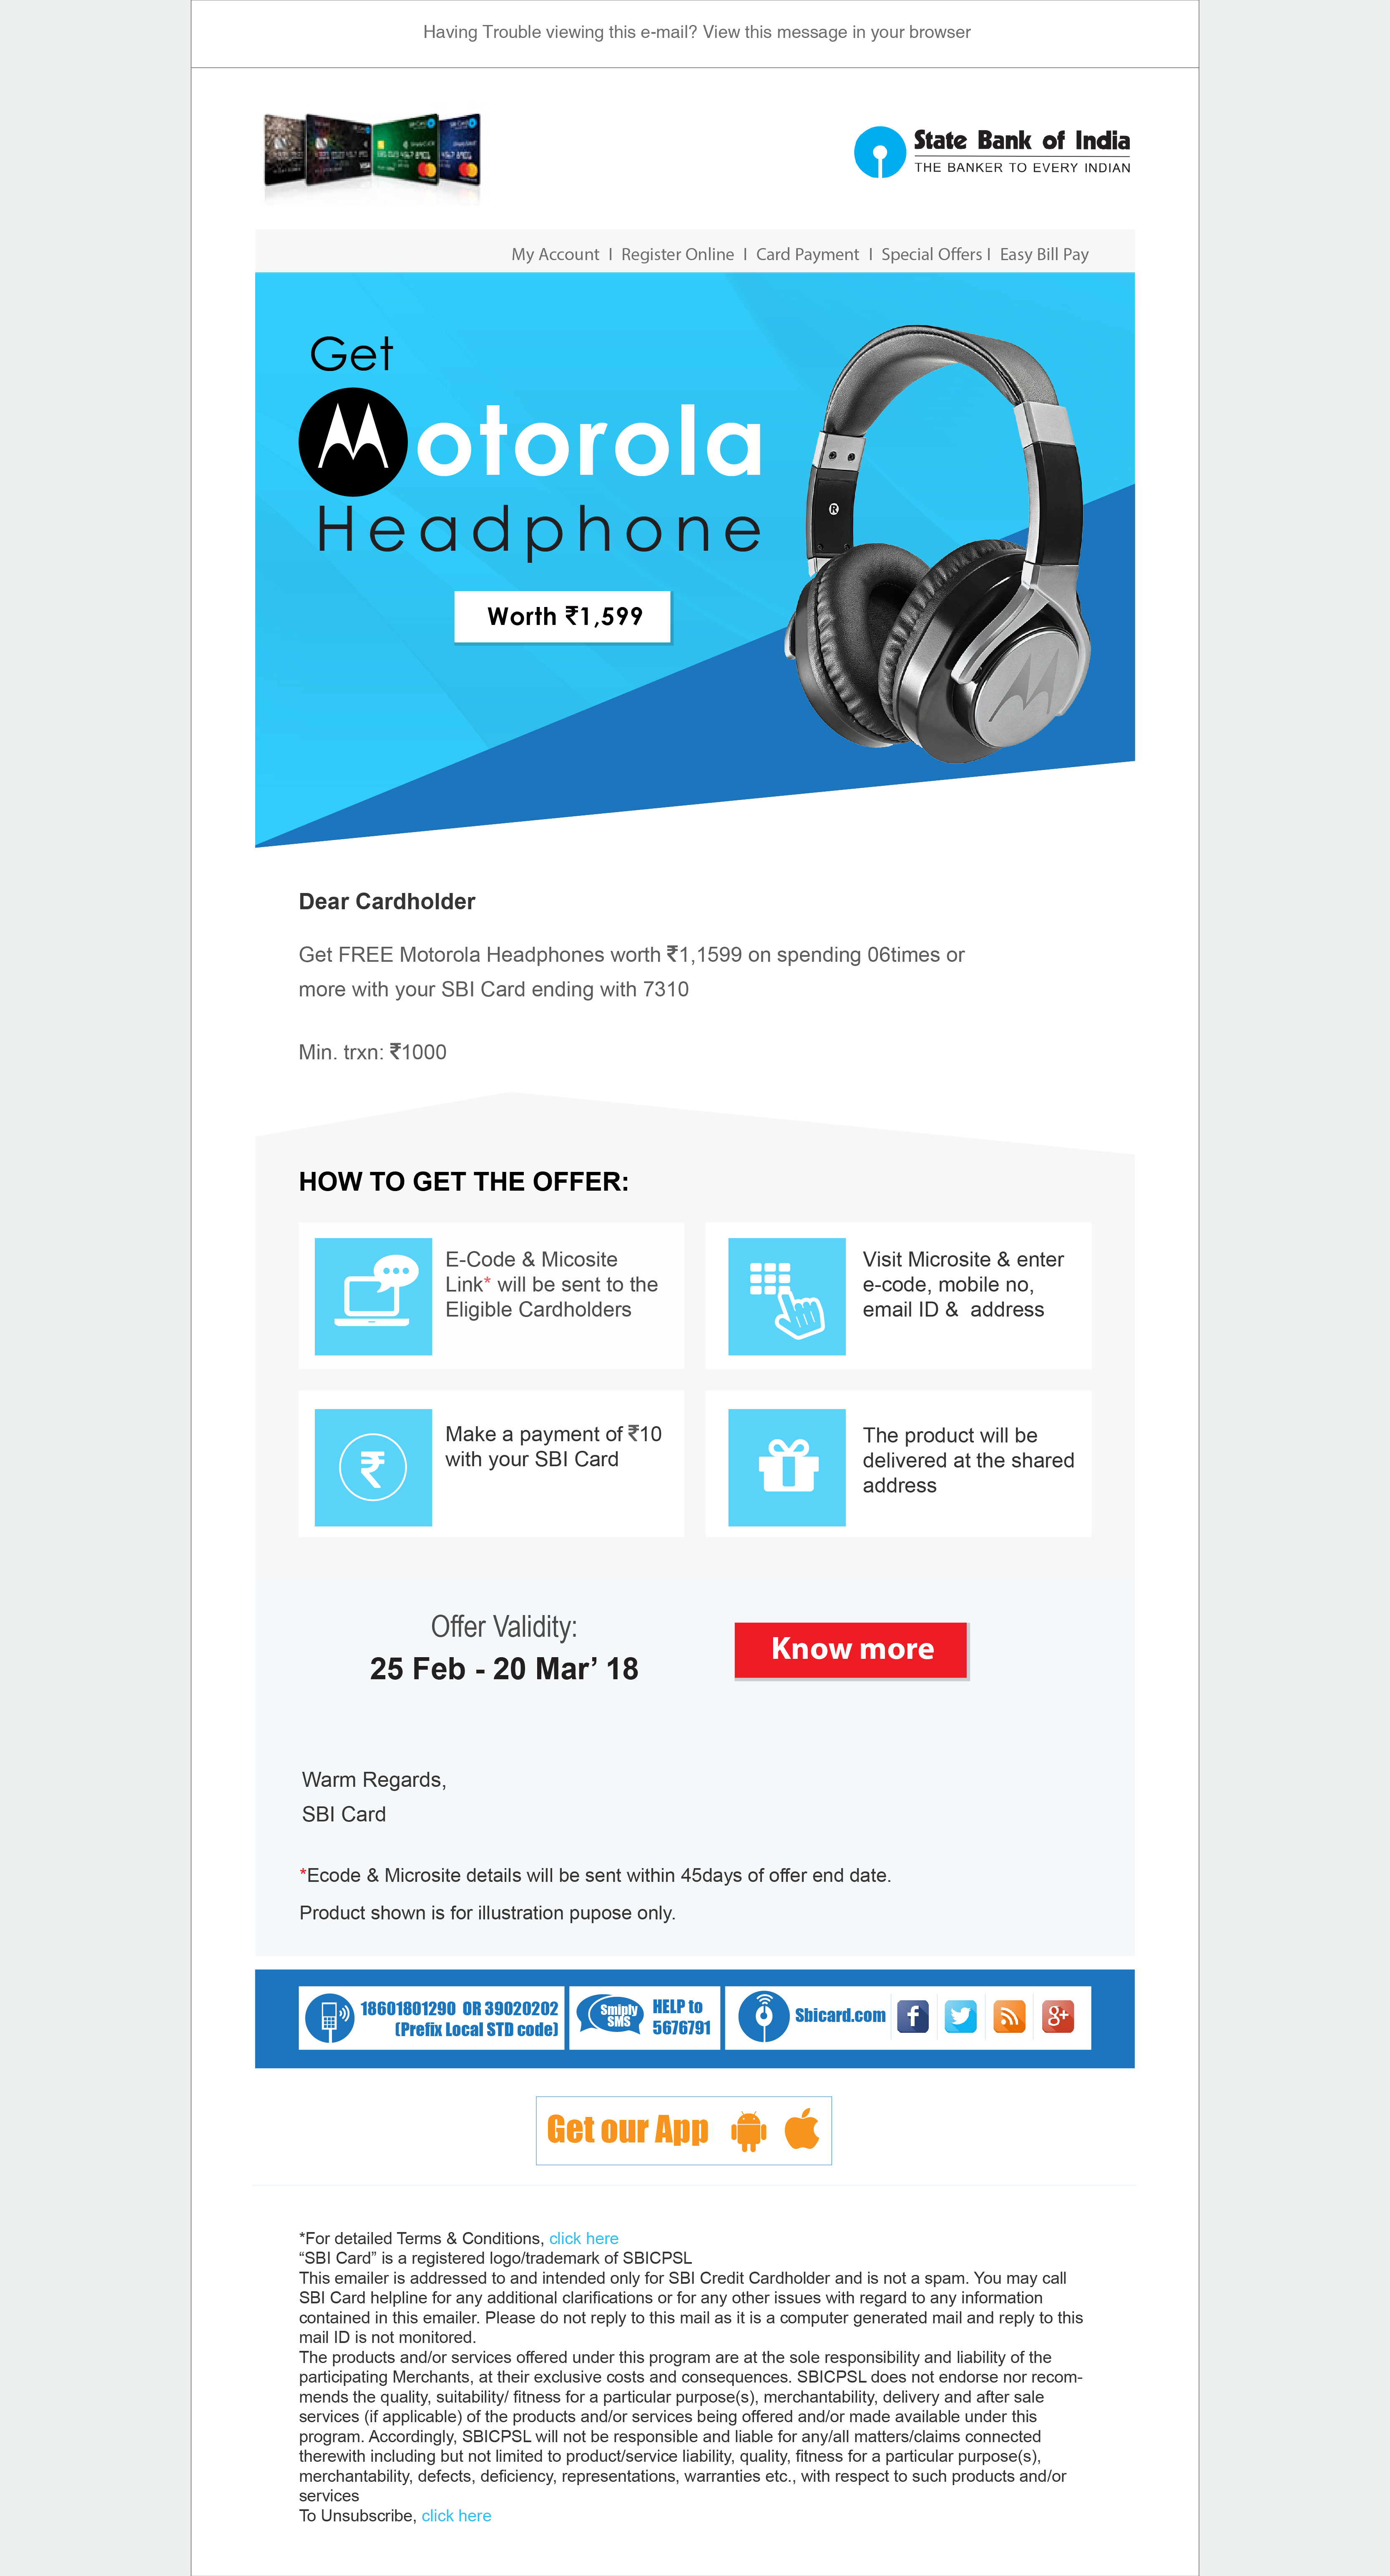 Having Trouble viewing this e-mail? View this message in your browser
State Bank of India
THE BANKER TO EVERY INDIAN
My Account I Register Online I Card Payment I Special Offers I Easy Bill Pay
Get
Motorola
Headphone
Worth ₹1,599
Dear Cardholder
Get FREE Motorola Headphones worth ₹1,1599 on spending 06times or
more with your SBI Card ending with 7310
Min. trxn: ₹1000
HOW TO GET THE OFFER:
E-Code & Micosite
Link* will be sent to the
Eligible Cardholders
Visit Microsite & enter
e-code, mobile no,
email ID & address
Make a payment of ₹10
with your SBI Card
The product will be
delivered at the shared
address
Offer Validity:
25 Feb - 20 Mar’ 18
Know more
Warm Regards,
SBI Card
*Ecode & Microsite details will be sent within 45days of offer end date.
Product shown is for illustration pupose only.
18601801290 OR 39020202
(Prefix Local STD code)
Smiply
SMS
HELP to
5676791
Sbicard.com
Get our App
*For detailed Terms & Conditions, click here
“SBI Card” is a registered logo/trademark of SBICPSL
This emailer is addressed to and intended only for SBI Credit Cardholder and is not a spam. You may call
SBI Card helpline for any additional clarifications or for any other issues with regard to any information
contained in this emailer. Please do not reply to this mail as it is a computer generated mail and reply to this
mail ID is not monitored.
The products and/or services offered under this program are at the sole responsibility and liability of the
participating Merchants, at their exclusive costs and consequences. SBICPSL does not endorse nor recom-
mends the quality, suitability/ fitness for a particular purpose(s), merchantability, delivery and after sale
services (if applicable) of the products and/or services being offered and/or made available under this
program. Accordingly, SBICPSL will not be responsible and liable for any/all matters/claims connected
therewith including but not limited to product/service liability, quality, fitness for a particular purpose(s),
merchantability, defects, deficiency, representations, warranties etc., with respect to such products and/or
services
To Unsubscribe, click here